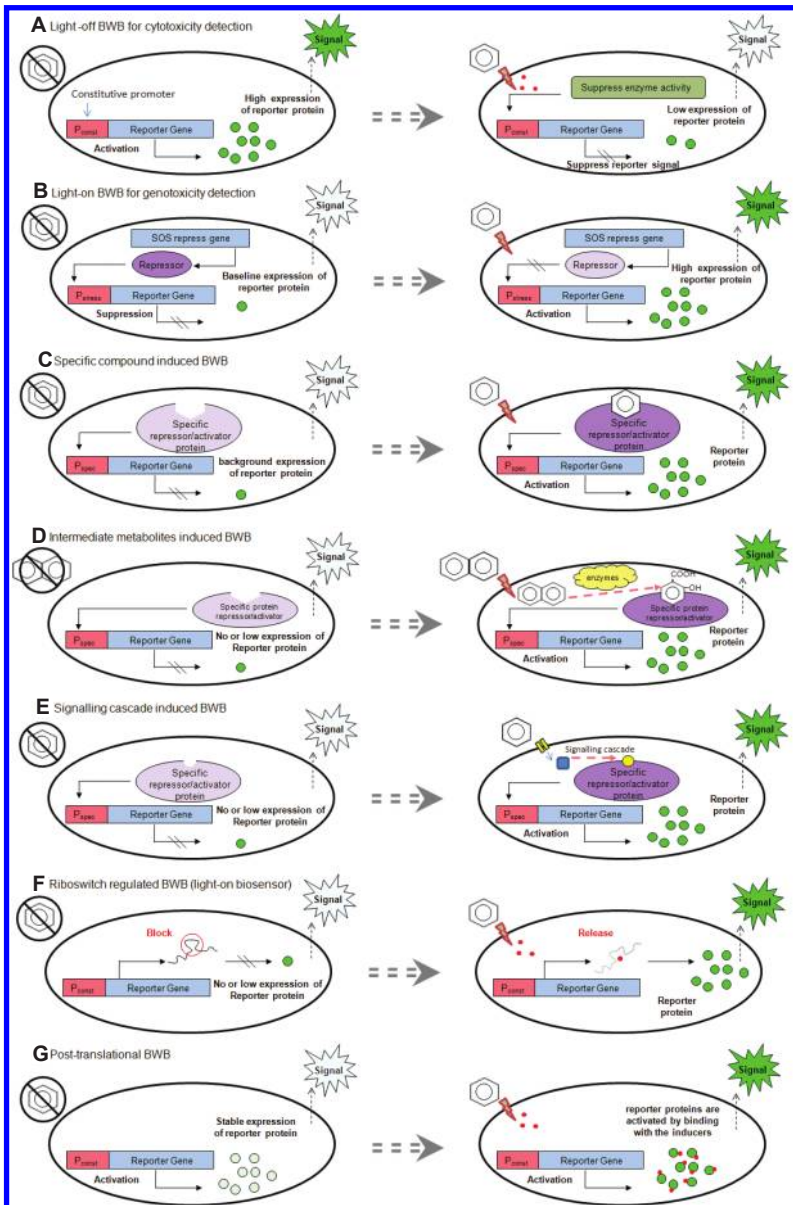 A Light-off BWB for cytotoxicity detection
Signal
Constitutive promoter
High expression
of reporter protein
Pconst Reporter Gene
Activation
Signal
Suppress enzyme activity
Low expression of
reporter protein
Pconst Reporter Gene
Suppress reporter signal
B Light-on BWB for genotoxicity detection
Signal
SOS repress gene
Repressor
Baseline expression of
reporter protein
Pstress Reporter Gene
Suppression
Signal
SOS repress gene
Repressor
High expression of
reporter protein
Pstress Reporter Gene
Activation
C Specific compound induced BWB
Signal
Specific
repressor/activator
protein
Pspec Reporter Gene
background expression
of reporter protein
Signal
Specific
repressor/activator
protein
Reporter
protein
Pspec Reporter Gene
Activation
D Intermediate metabolites induced BWB
Signal
Specific protein
repressor/activator
No or low expression of
Reporter protein
Pspec Reporter Gene
Signal
enzymes
COOH
OH
Specific protein
repressor/activator
Reporter
protein
Pspec Reporter Gene
Activation
E Signalling cascade induced BWB
Signal
Specific
repressor/activator
protein
No or low expression of
Reporter protein
Pspec Reporter Gene
Signal
Signalling cascade
Specific
repressor/activator
protein
Reporter
protein
Pspec Reporter Gene
Activation
F Riboswitch regulated BWB (light-on biosensor)
Signal
Block
No or low expression of
Reporter protein
Pconst Reporter Gene
Signal
Release
Pconst Reporter Gene
Reporter
protein
G Post-translational BWB
Signal
Stable expression
of reporter protein
Pconst Reporter Gene
Activation
Signal
reporter proteins are
activated by binding
with the inducers
Pconst Reporter Gene
Activation